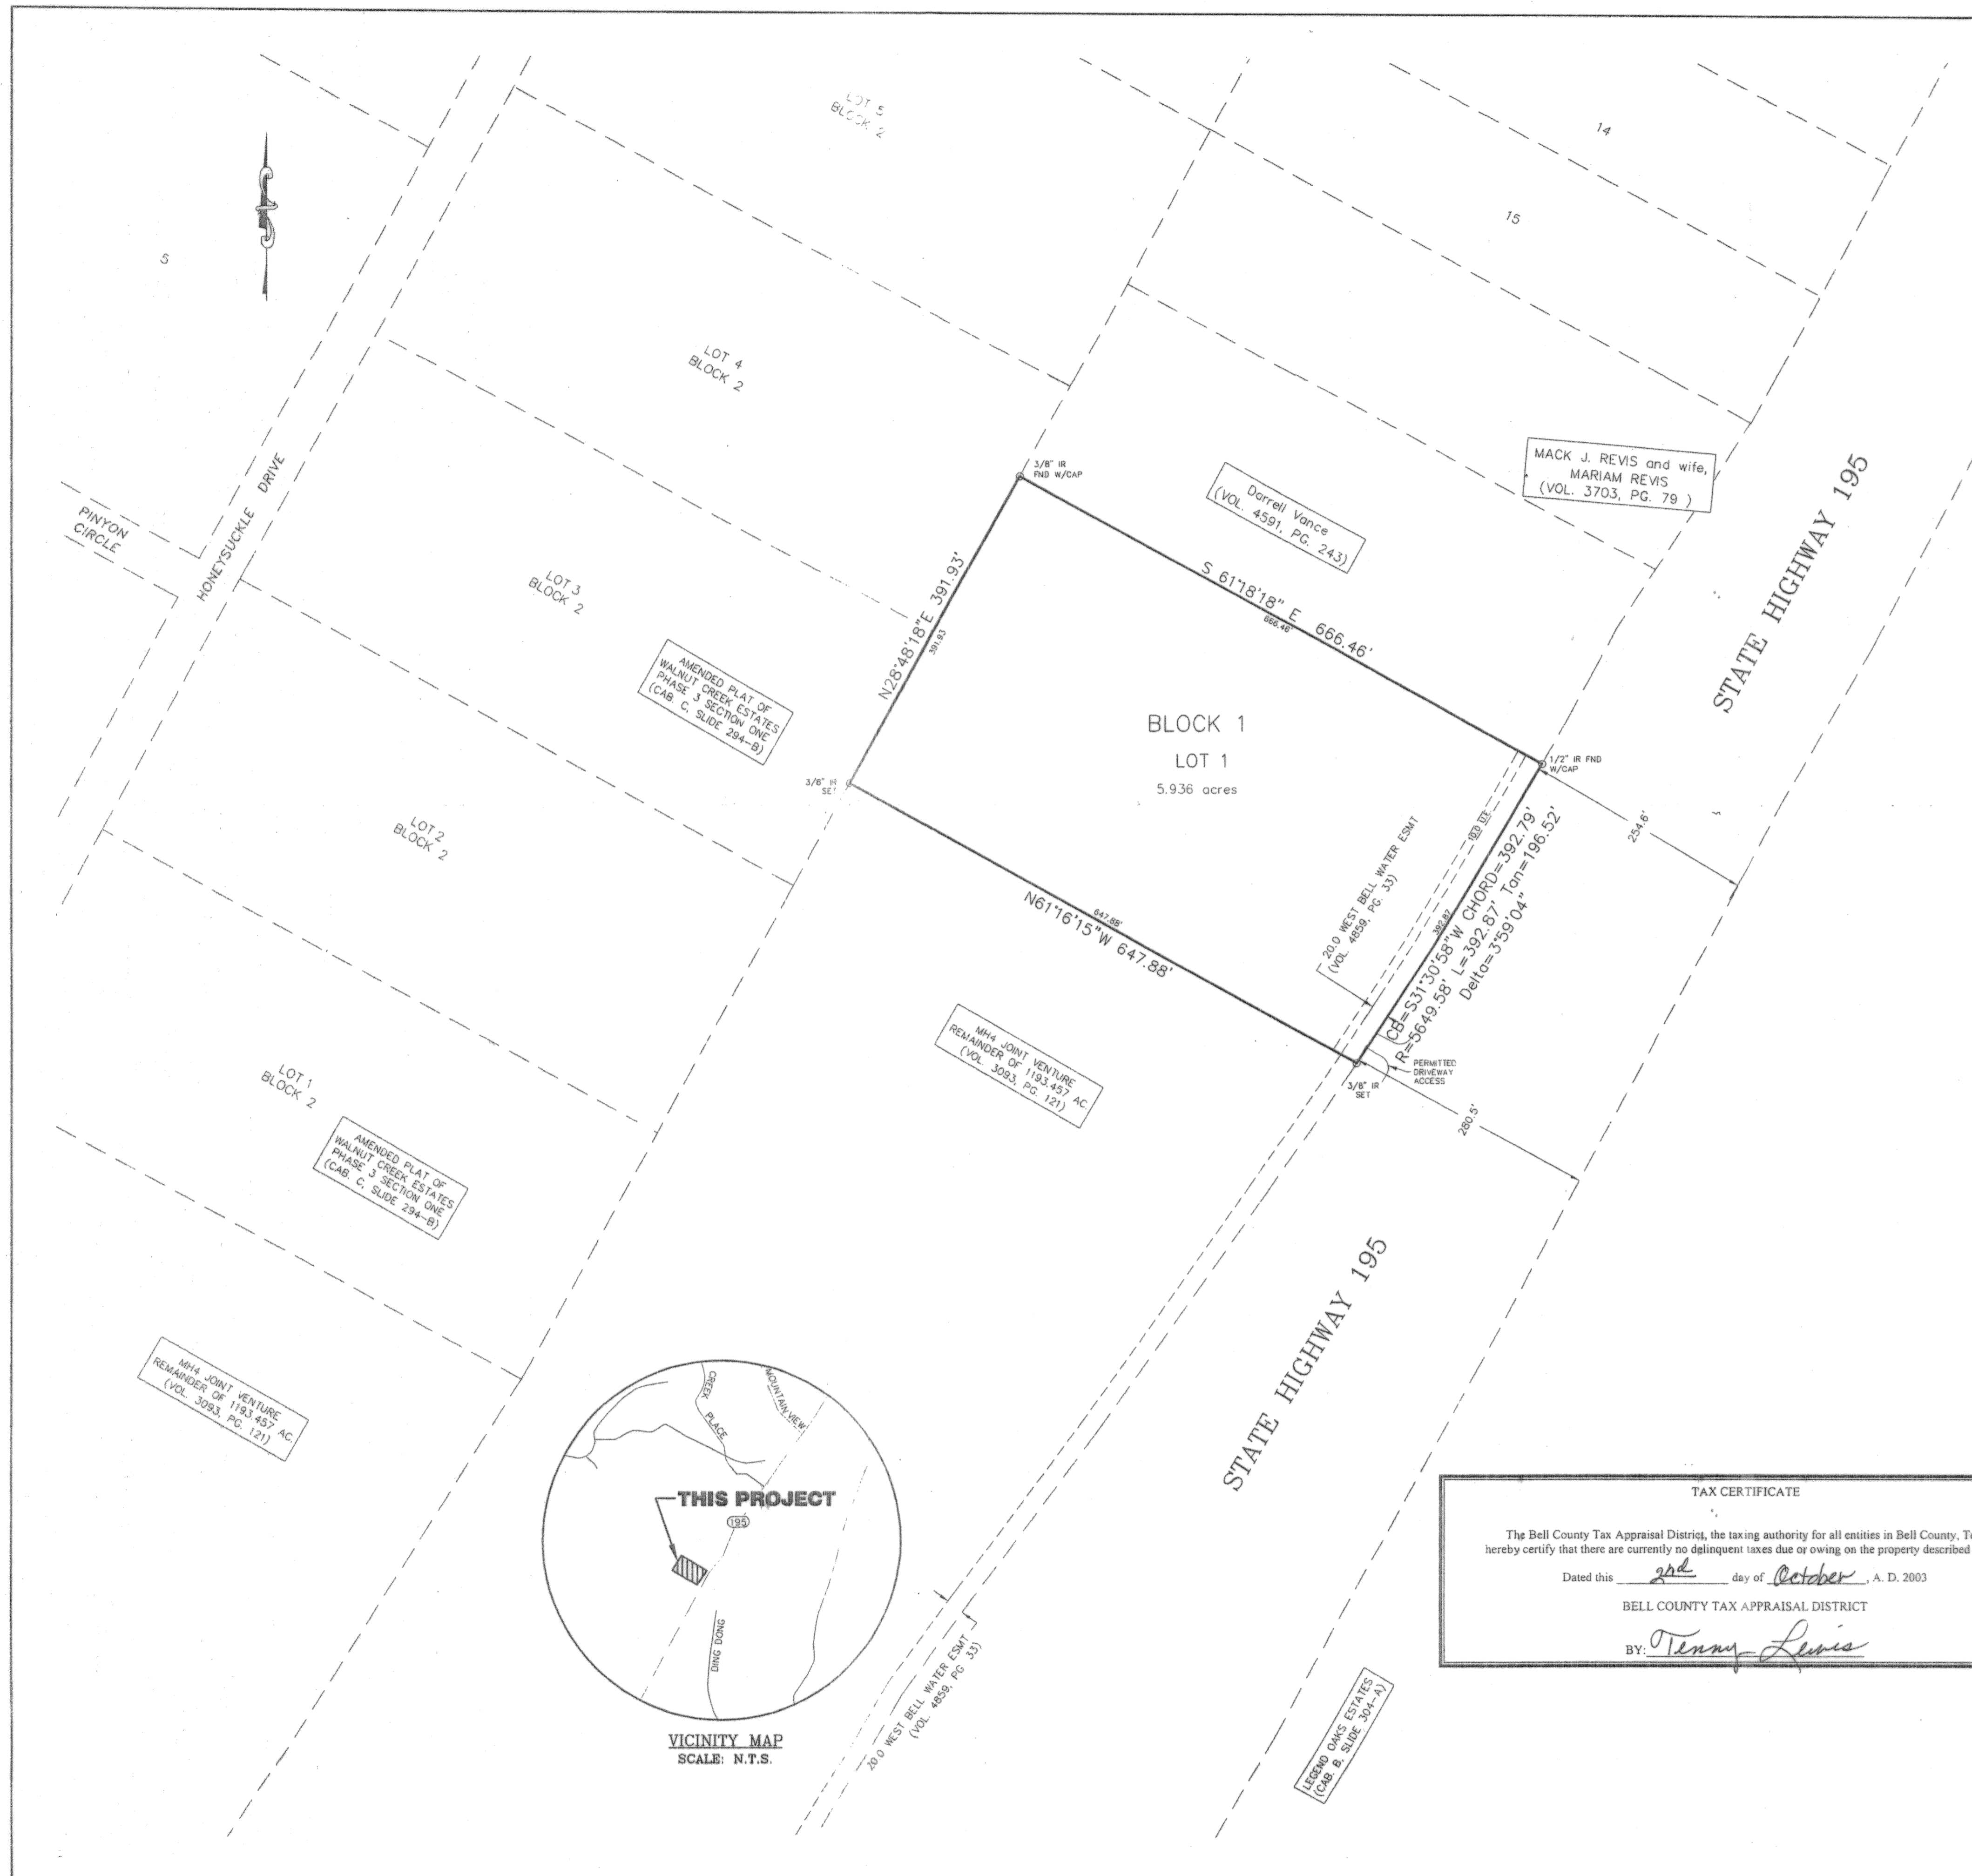 LOT 5
BLOCK 2
14
15
5
LOT 4
BLOCK 2
3/8" IR
FND W/CAP
MACK J. REVIS and wife,
MARIAM REVIS
(VOL. 3703, PG. 79 )
Darrell Vance
(VOL. 4591, PG. 243)
STATE HIGHWAY 195
PINYON
CIRCLE
HONEYSUCKLE DRIVE
LOT 3
BLOCK 2
N28°48'18"E 391.93'
391.93
S 61°18'18" E 666.46'
666.46'
AMENDED PLAT OF
WALNUT CREEK ESTATES
PHASE 3 SECTION ONE
(CAB. C, SLIDE 294-B)
BLOCK 1
LOT 1
5.936 acres
1/2" IR FND
W/CAP
3/8" IR
SET
254.6'
LOT 2
BLOCK 2
20.0 WEST BELL WATER ESMT
(VOL. 4859, PG. 33)
10.0 U.E.
392.87
CB=S31°30'58"W CHORD=392.79'
R=5649.58' L=392.87' Tan=196.52'
Delta=3°59'04"
N61°16'15"W 647.88'
647.88'
MH4 JOINT VENTURE
REMAINDER OF 1193.457 AC.
(VOL. 3093, PG. 121)
PERMITTED
DRIVEWAY
ACCESS
3/8" IR
SET
280.5'
LOT 1
BLOCK 2
AMENDED PLAT OF
WALNUT CREEK ESTATES
PHASE 3 SECTION ONE
(CAB. C, SLIDE 294-B)
STATE HIGHWAY 195
MH4 JOINT VENTURE
REMAINDER OF 1193.457 AC.
(VOL. 3093, PG. 121)
CREEK PLACE
MOUNTAIN VIEW
THIS PROJECT
195
DING DONG
VICINITY MAP
SCALE: N.T.S.
20.0 WEST BELL WATER ESMT
(VOL. 4859, PG 33)
LEGEND OAKS ESTATES
(CAB. B, SLIDE 304-A)
TAX CERTIFICATE
The Bell County Tax Appraisal District, the taxing authority for all entities in Bell County, Te
hereby certify that there are currently no delinquent taxes due or owing on the property described
Dated this 2nd day of October , A. D. 2003
BELL COUNTY TAX APPRAISAL DISTRICT
BY: Tenny Lewis